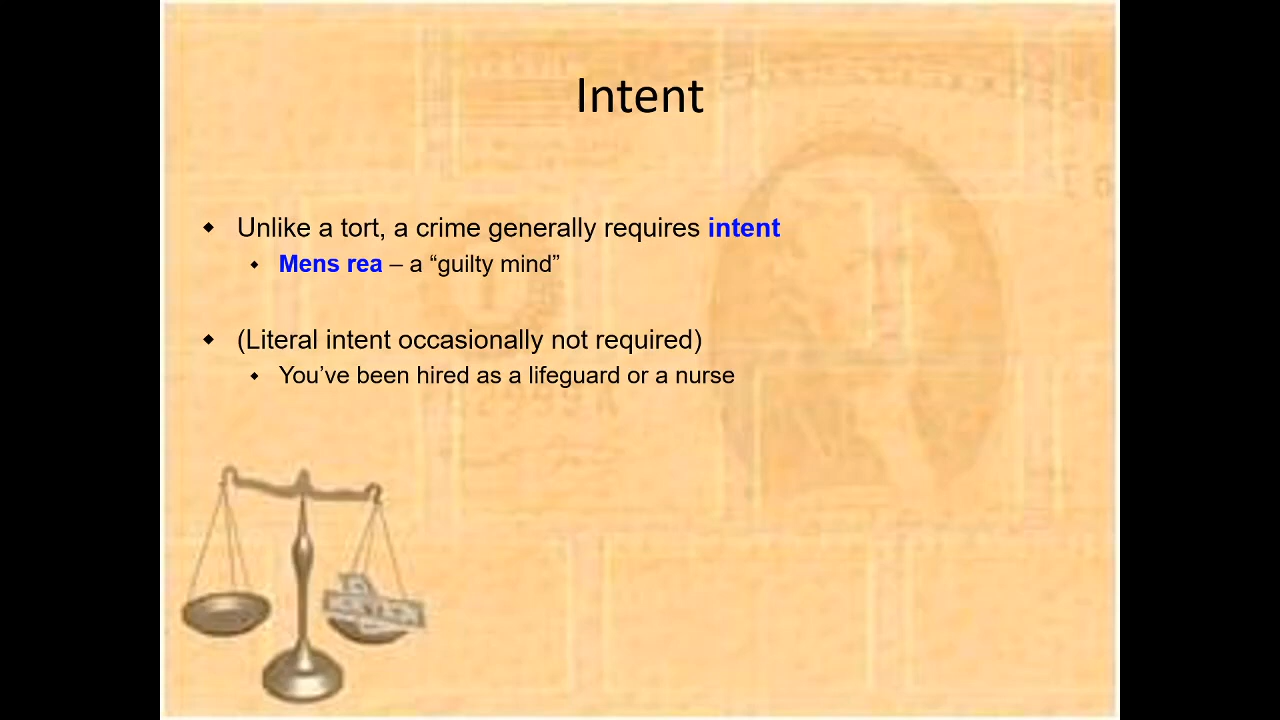 Intent
Unlike a tort, a crime generally requires intent
Mens rea – a “guilty mind”
(Literal intent occasionally not required)
You’ve been hired as a lifeguard or a nurse